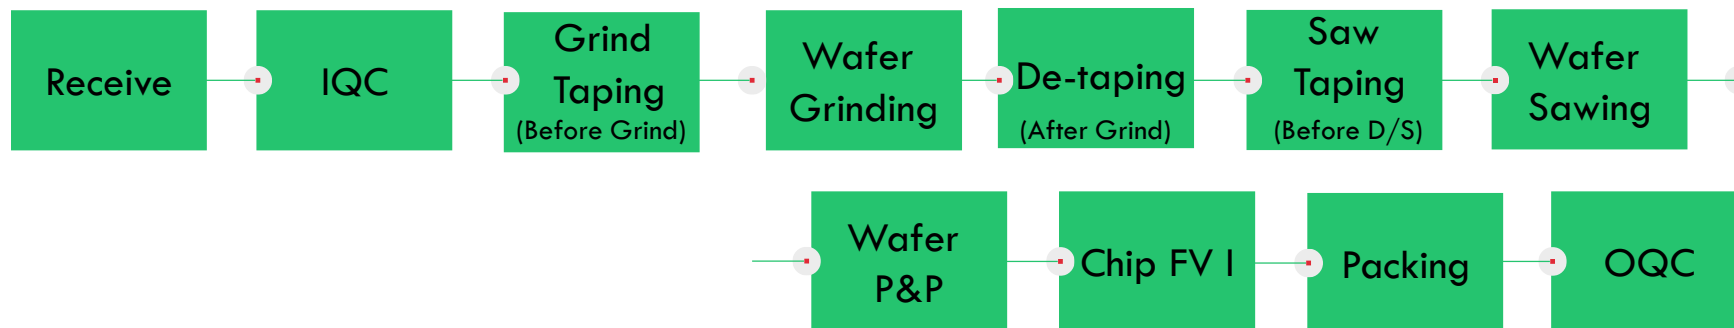 Receive
IQC
Grind
Taping
(Before Grind)
Wafer
Grinding
De-taping
(After Grind)
Saw
Taping
(Before D/S)
Wafer
Sawing
Wafer
P&P
Chip FV I
Packing
OQC